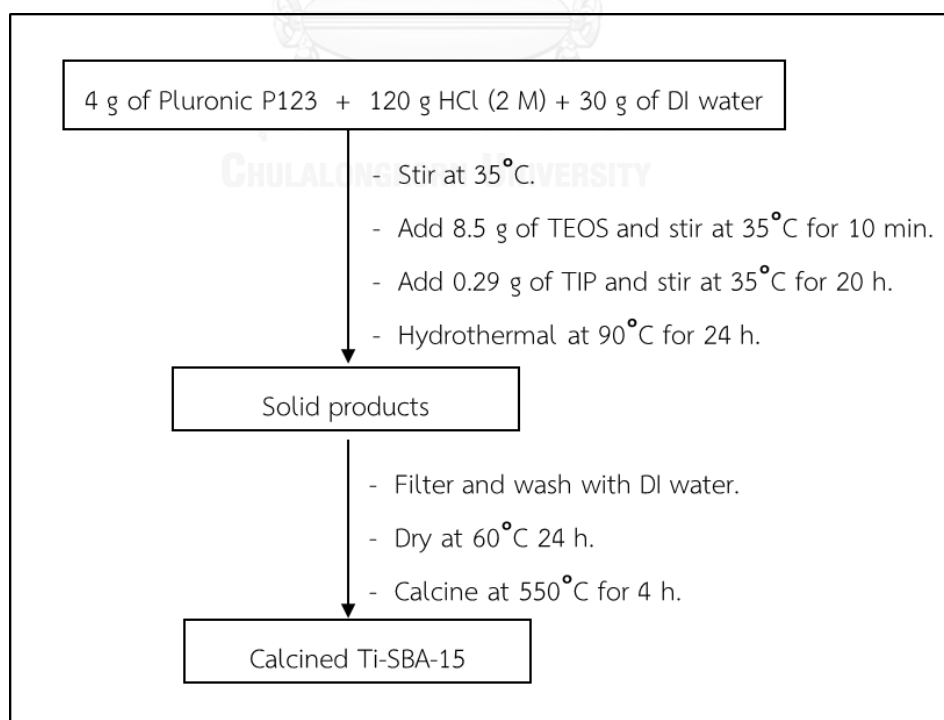 4 g of Pluronic P123 + 120 g HCl (2 M) + 30 g of DI water
CHULALONGKORN UNIVERSITY
- Stir at 35°C.
- Add 8.5 g of TEOS and stir at 35°C for 10 min.
- Add 0.29 g of TIP and stir at 35°C for 20 h.
- Hydrothermal at 90°C for 24 h.
Solid products
- Filter and wash with DI water.
- Dry at 60°C 24 h.
- Calcine at 550°C for 4 h.
Calcined Ti-SBA-15